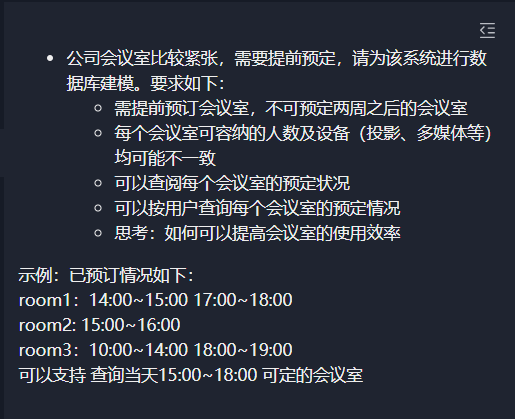 公司会议室比较紧张，需要提前预定，请为该系统进行数
据库建模。要求如下：
需提前预订会议室，不可预定两周之后的会议室
每个会议室可容纳的人数及设备（投影、多媒体等）
均可能不一致
可以查阅每个会议室的预定状况
可以按用户查询每个会议室的预定情况
思考：如何可以提高会议室的使用效率
示例：已预订情况如下：
room1：14:00~15:00 17:00~18:00
room2: 15:00~16:00
room3：10:00~14:00 18:00~19:00
可以支持 查询当天15:00~18:00 可定的会议室